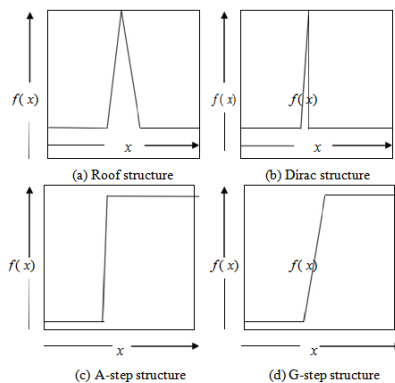 f(x)
x
(a) Roof structure
f(x)
f(x)
x
(b) Dirac structure
f(x)
x
(c) A-step structure
f(x)
f(x)
x
(d) G-step structure